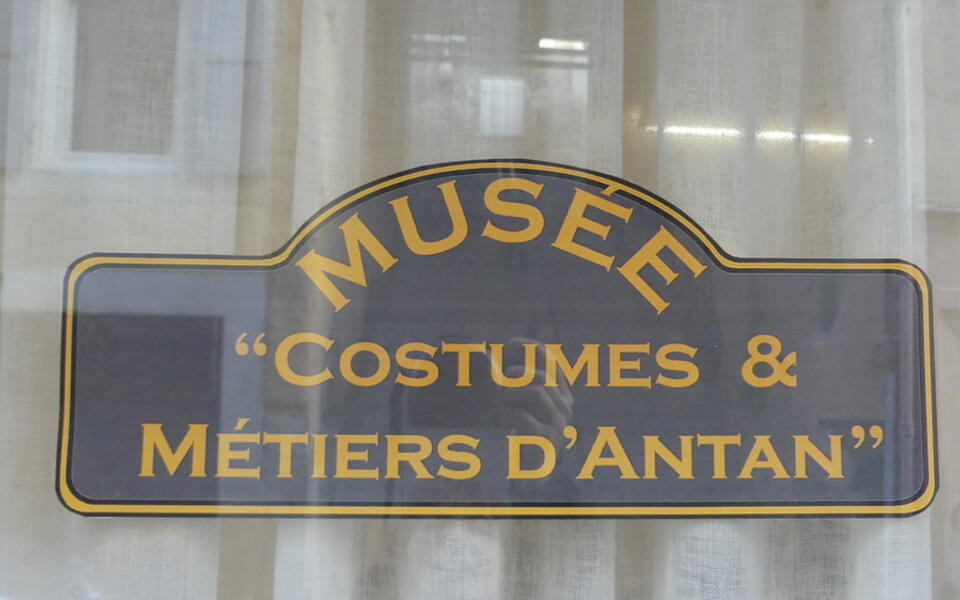 MUSÉE
“COSTUMES &
MÉTIERS D’ANTAN”